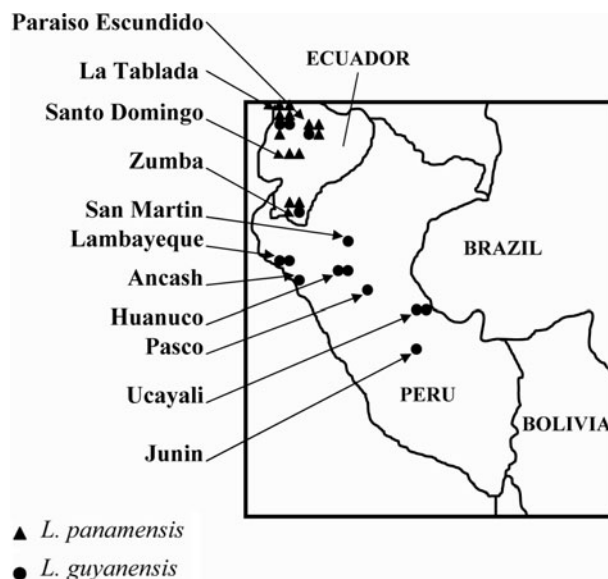 Paraiso Escundido
La Tablada
ECUADOR
Santo Domingo
Zumba
San Martin
Lambayeque
BRAZIL
Ancash
Huanuco
Pasco
Ucayali
PERU
BOLIVIA
Junin
L. panamensis
L. guyanensis